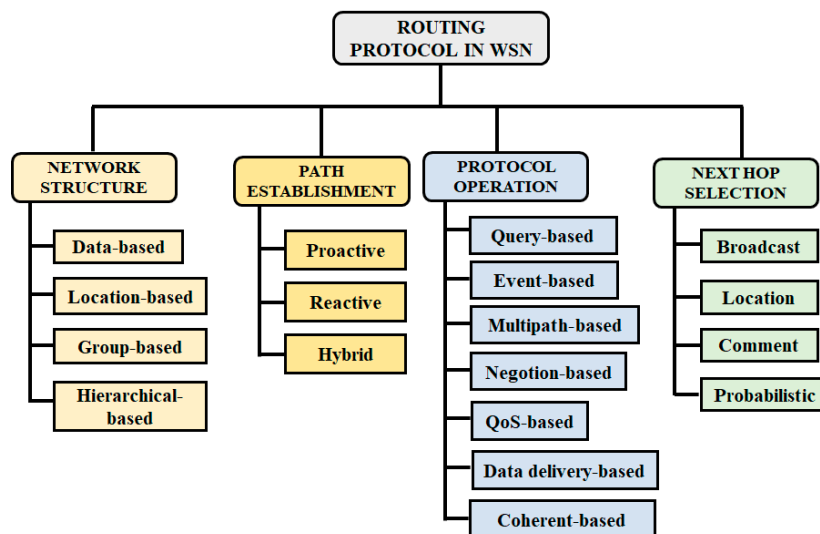 ROUTING
PROTOCOL IN WSN
NETWORK
STRUCTURE
Data-based
Location-based
Group-based
Hierarchical-
based
PATH
ESTABLISHMENT
Proactive
Reactive
Hybrid
PROTOCOL
OPERATION
Query-based
Event-based
Multipath-based
Negotion-based
QoS-based
Data delivery-based
Coherent-based
NEXT HOP
SELECTION
Broadcast
Location
Comment
Probabilistic